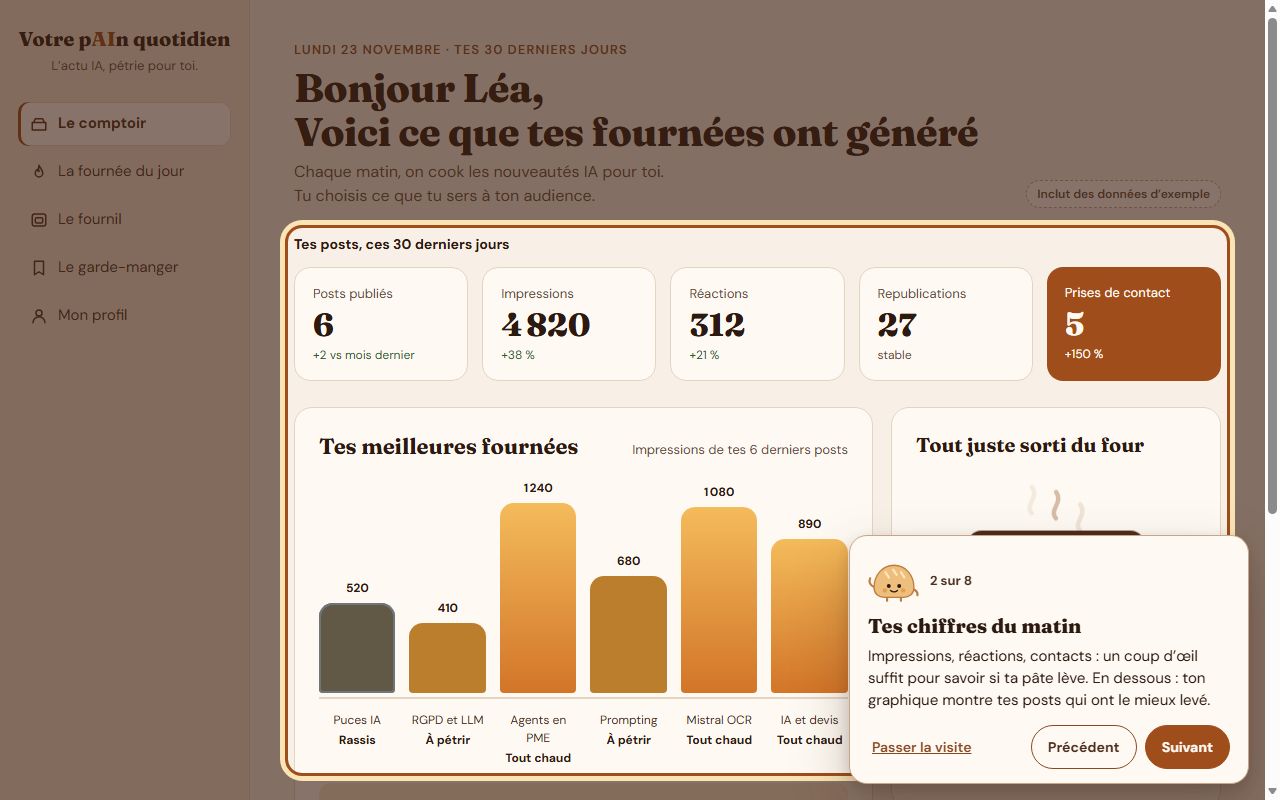 Votre pAIn quotidien
L'actu IA, pétrie pour toi.
Le comptoir
La fournée du jour
Le fournil
Le garde-manger
Mon profil
LUNDI 23 NOVEMBRE · TES 30 DERNIERS JOURS
Bonjour Léa,
Voici ce que tes fournées ont généré
Chaque matin, on cook les nouveautés IA pour toi.
Tu choisis ce que tu sers à ton audience.
Inclut des données d'exemple
Tes posts, ces 30 derniers jours
Posts publiés
6
+2 vs mois dernier
Impressions
4 820
+38 %
Réactions
312
+21 %
Republications
27
stable
Prises de contact
5
+150 %
Tes meilleures fournées
Impressions de tes 6 derniers posts
520
410
1 240
680
1 080
890
Puces IA
Rassis
RGPD et LLM
À pétrir
Agents en
PME
Tout chaud
Prompting
À pétrir
Mistral OCR
Tout chaud
IA et devis
Tout chaud
Tout juste sorti du four
2 sur 8
Tes chiffres du matin
Impressions, réactions, contacts : un coup d'œil
suffit pour savoir si ta pâte lève. En dessous : ton
graphique montre tes posts qui ont le mieux levé.
Passer la visite
Précédent
Suivant